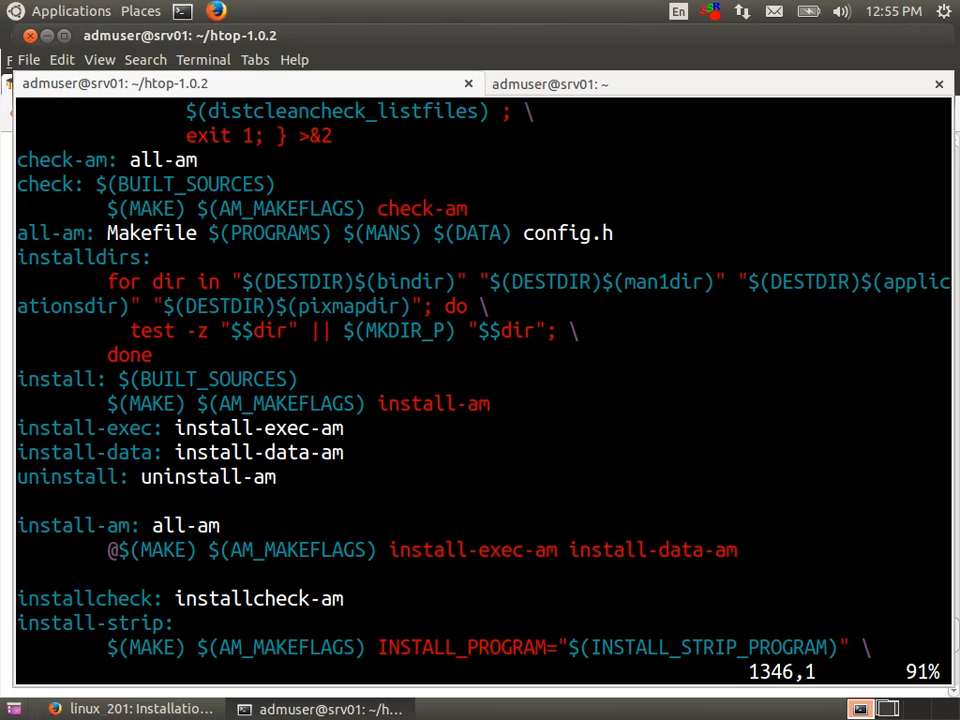 Applications Places En SSR 12:55 PM
admuser@srv01: ~/htop-1.0.2
File Edit View Search Terminal Tabs Help
admuser@srv01: ~/htop-1.0.2 × admuser@srv01: ~ ×
$(distcleancheck_listfiles) ; \
exit 1; } >&2
check-am: all-am
check: $(BUILT_SOURCES)
$(MAKE) $(AM_MAKEFLAGS) check-am
all-am: Makefile $(PROGRAMS) $(MANS) $(DATA) config.h
installdirs:
for dir in "$(DESTDIR)$(bindir)" "$(DESTDIR)$(man1dir)" "$(DESTDIR)$(applic
ationsdir)" "$(DESTDIR)$(pixmapdir)"; do \
test -z "$$dir" || $(MKDIR_P) "$$dir"; \
done
install: $(BUILT_SOURCES)
$(MAKE) $(AM_MAKEFLAGS) install-am
install-exec: install-exec-am
install-data: install-data-am
uninstall: uninstall-am
install-am: all-am
@$(MAKE) $(AM_MAKEFLAGS) install-exec-am install-data-am
installcheck: installcheck-am
install-strip:
$(MAKE) $(AM_MAKEFLAGS) INSTALL_PROGRAM="$(INSTALL_STRIP_PROGRAM)" \
1346,1 91%
linux_201: Installatio... admuser@srv01: ~/h...